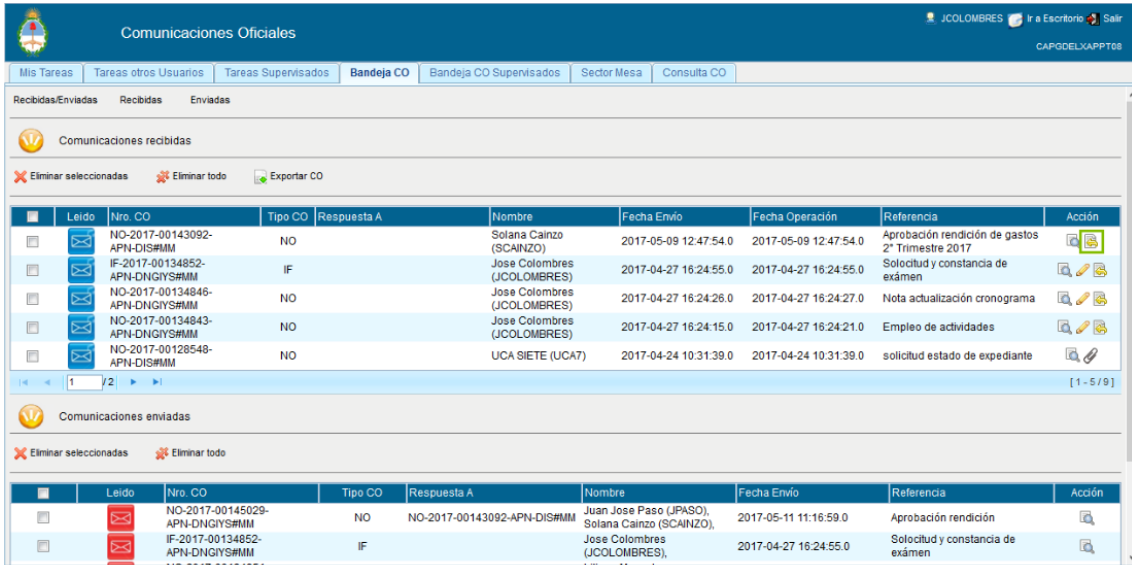 JCOLOMBRES Ir a Escritorio Salir
Comunicaciones Oficiales
CAPGDELXAPPT08
Mis Tareas Tareas otros Usuarios Tareas Supervisados Bandeja CO Bandeja CO Supervisados Sector Mesa Consulta CO
Recibidas/Enviadas Recibidas Enviadas
Comunicaciones recibidas
Eliminar seleccionadas Eliminar todo Exportar CO
Leido Nro. CO Tipo CO Respuesta A Nombre Fecha Envío Fecha Operación Referencia Acción
NO-2017-00143092-APN-DIS#MM NO Solana Cainzo (SCAINZO) 2017-05-09 12:47:54.0 2017-05-09 12:47:54.0 Aprobación rendición de gastos 2° Trimestre 2017
IF-2017-00134852-APN-DNGIYS#MM IF Jose Colombres (JCOLOMBRES) 2017-04-27 16:24:55.0 2017-04-27 16:24:55.0 Solocitud y constancia de exámen
NO-2017-00134846-APN-DNGIYS#MM NO Jose Colombres (JCOLOMBRES) 2017-04-27 16:24:26.0 2017-04-27 16:24:27.0 Nota actualización cronograma
NO-2017-00134843-APN-DNGIYS#MM NO Jose Colombres (JCOLOMBRES) 2017-04-27 16:24:15.0 2017-04-27 16:24:21.0 Empleo de actividades
NO-2017-00128548-APN-DIS#MM NO UCA SIETE (UCA7) 2017-04-24 10:31:39.0 2017-04-24 10:31:39.0 solicitud estado de expediante
1 / 2 [ 1 - 5 / 9 ]
Comunicaciones enviadas
Eliminar seleccionadas Eliminar todo
Leido Nro. CO Tipo CO Respuesta A Nombre Fecha Envío Referencia Acción
NO-2017-00145029-APN-DNGIYS#MM NO NO-2017-00143092-APN-DIS#MM Juan Jose Paso (JPASO), Solana Cainzo (SCAINZO), 2017-05-11 11:16:59.0 Aprobación rendición
IF-2017-00134852-APN-DNGIYS#MM IF Jose Colombres (JCOLOMBRES), 2017-04-27 16:24:55.0 Solocitud y constancia de exámen